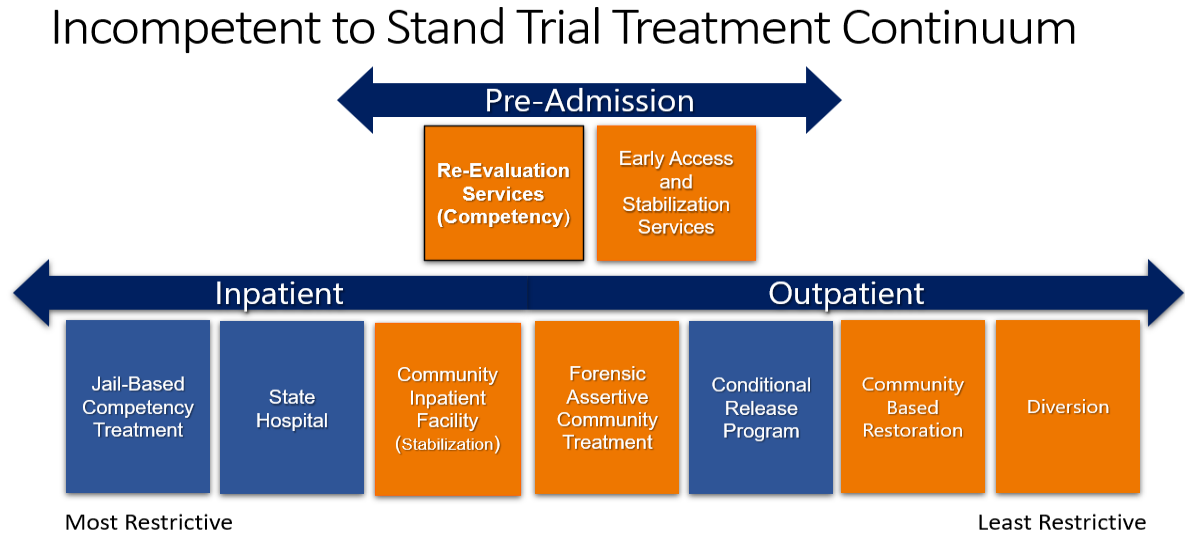 Incompetent to Stand Trial Treatment Continuum
Pre-Admission
Re-Evaluation
Services
(Competency)
Early Access
and
Stabilization
Services
Inpatient
Outpatient
Jail-Based
Competency
Treatment
State
Hospital
Community
Inpatient
Facility
(Stabilization)
Forensic
Assertive
Community
Treatment
Conditional
Release
Program
Community
Based
Restoration
Diversion
Most Restrictive
Least Restrictive